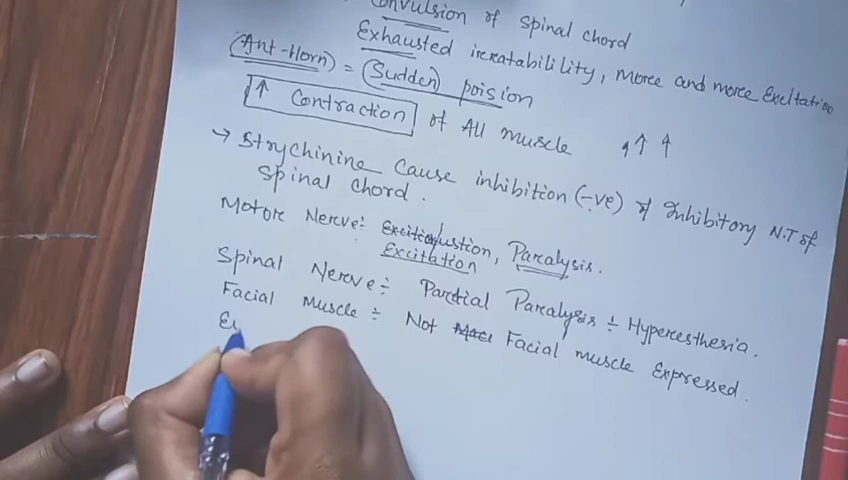 Convulsion of Spinal Chord
Exhausted irreatability, More and more Excitation
(Ant-Horn) = (Sudden) poision
↑ Contraction of All muscle ↑ ↑ ↑
→ Strychinine cause inhibition (-ve) of Inhibitory N.T of
Spinal chord.
Motor Nerve: Exhaustion, Paralysis.
Excitation
Spinal Nerve ÷ Partial Paralysis ÷ Hyperesthesia.
Facial Muscle ÷ Not Facial muscle Expressed.